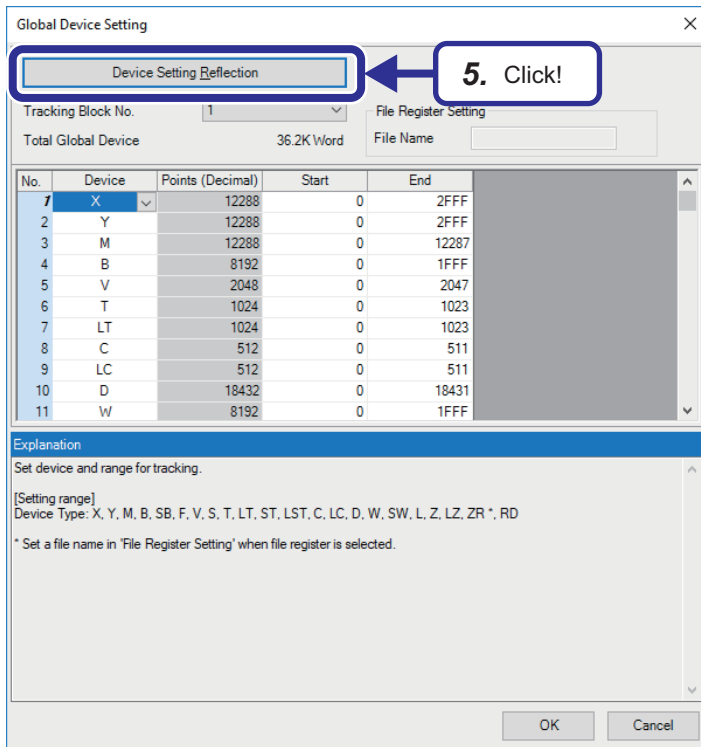 Global Device Setting
Device Setting Reflection
5. Click!
Tracking Block No. 1 File Register Setting
Total Global Device 36.2K Word File Name
No. Device Points (Decimal) Start End
1 X 12288 0 2FFF
2 Y 12288 0 2FFF
3 M 12288 0 12287
4 B 8192 0 1FFF
5 V 2048 0 2047
6 T 1024 0 1023
7 LT 1024 0 1023
8 C 512 0 511
9 LC 512 0 511
10 D 18432 0 18431
11 W 8192 0 1FFF
Explanation
Set device and range for tracking.
[Setting range]
Device Type: X, Y, M, B, SB, F, V, S, T, LT, ST, LST, C, LC, D, W, SW, L, Z, LZ, ZR *, RD
* Set a file name in 'File Register Setting' when file register is selected.
OK Cancel